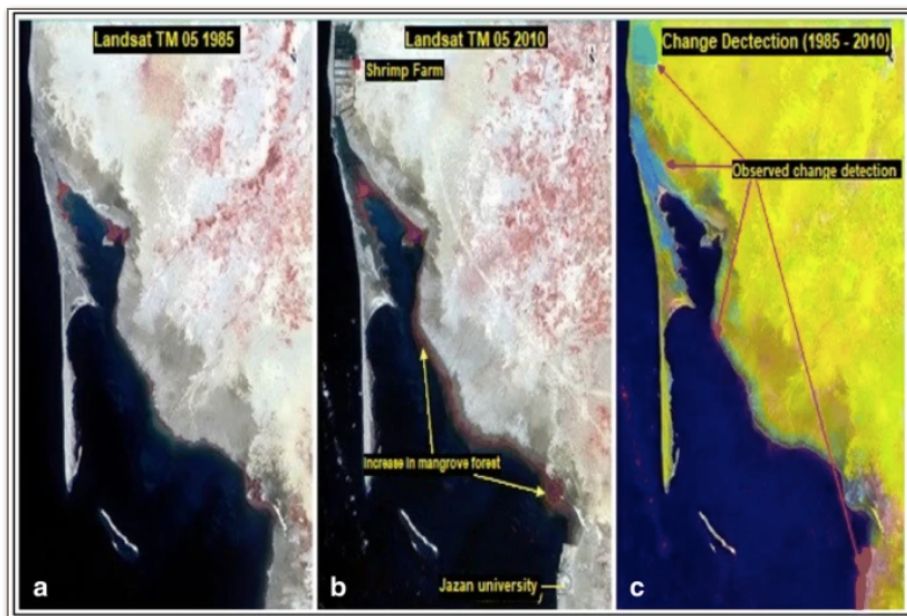 Landsat TM 05 1985
Landsat TM 05 2010
Shrimp Farm
Increase in mangrove forest
Jazan university
Change Dectection (1985 - 2010)
Observed change detection
a
b
c